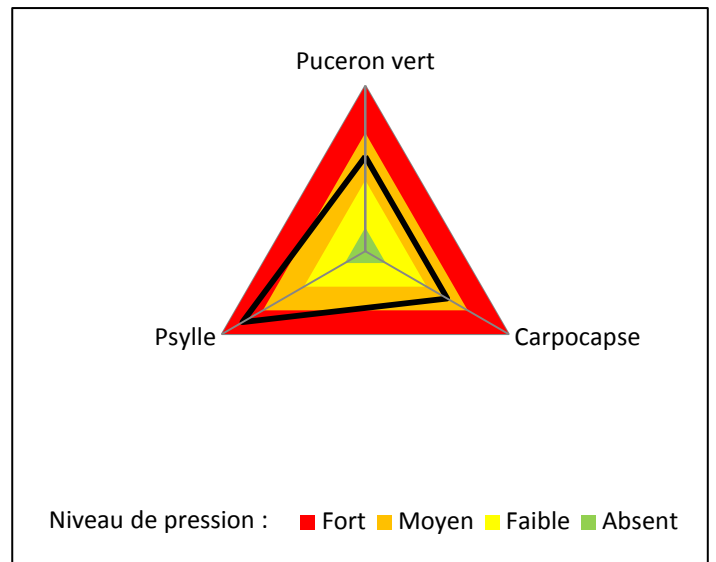 Puceron vert
Psylle
Carpocapse
Niveau de pression : Fort Moyen Faible Absent